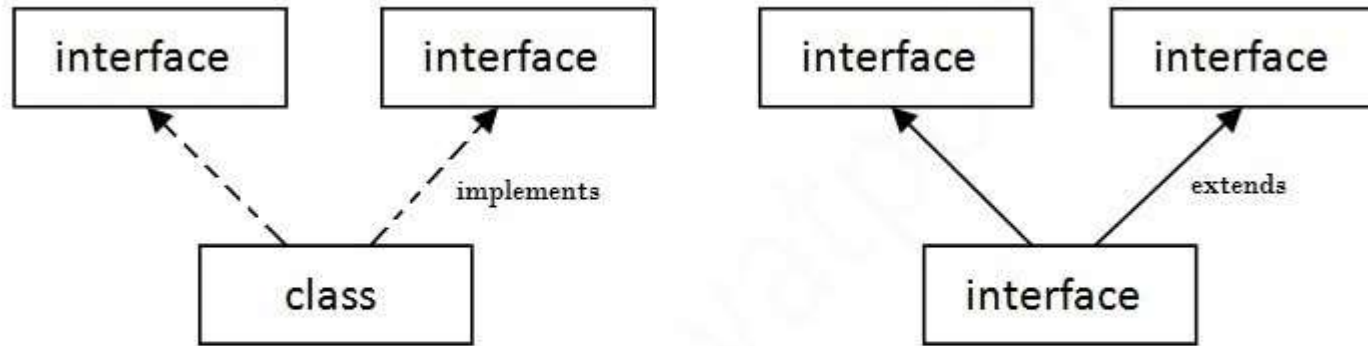 interface interface interface interface
implements extends
class interface